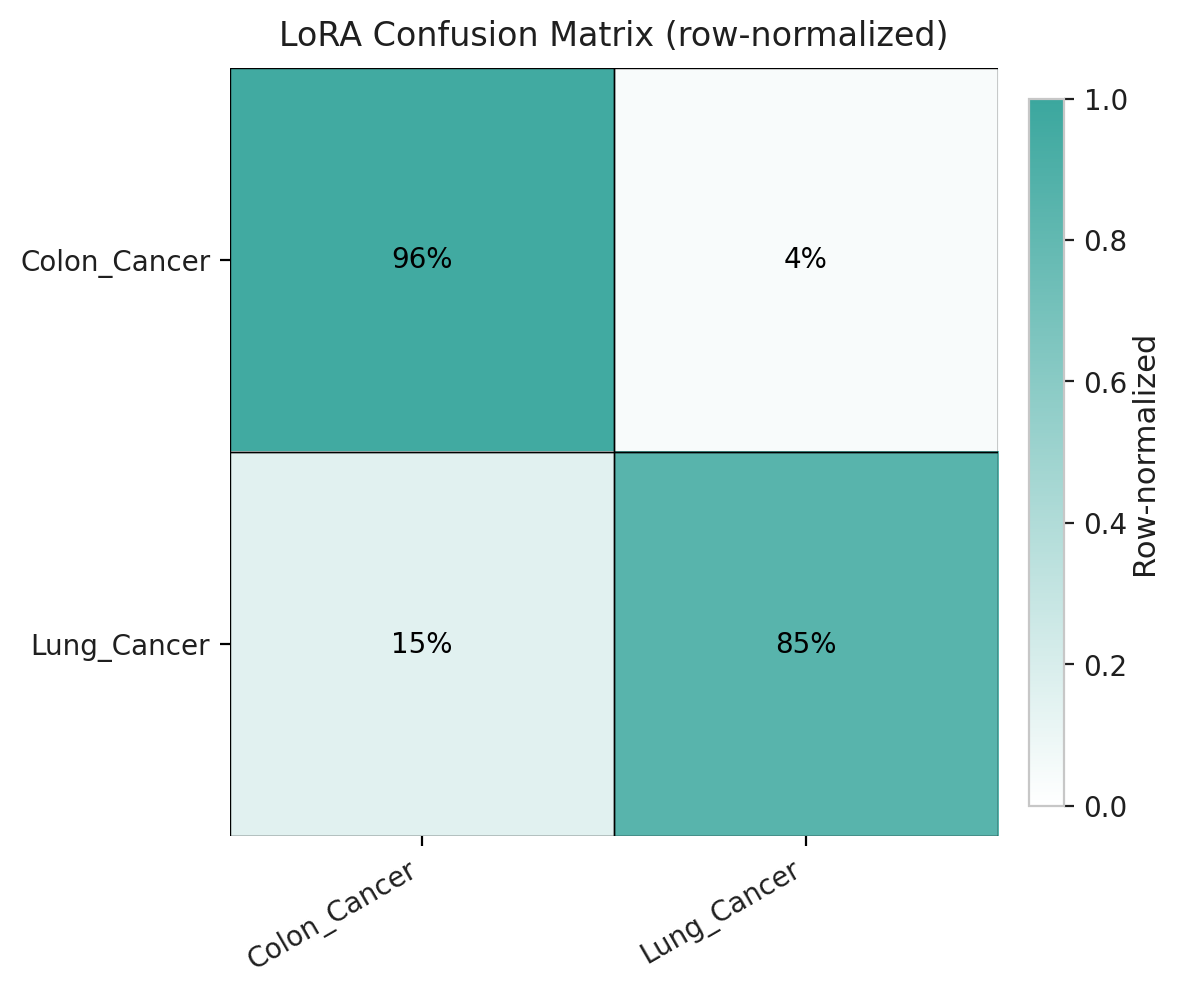 LoRA Confusion Matrix (row-normalized)
Colon_Cancer
96%
4%
Lung_Cancer
15%
85%
Colon_Cancer
Lung_Cancer
1.0
0.8
0.6
0.4
0.2
0.0
Row-normalized